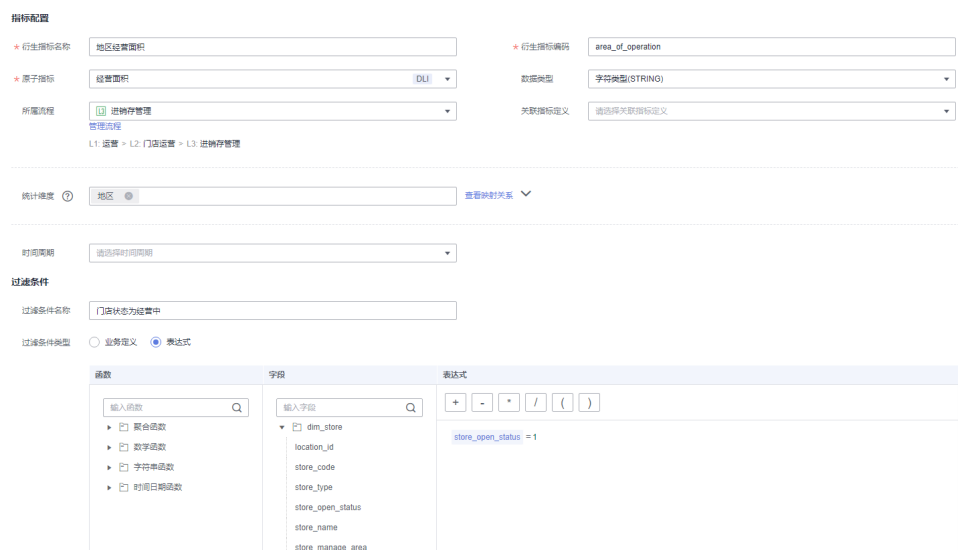 指标配置
* 衍生指标名称 地区经营面积 * 衍生指标编码 area_of_operation
* 原子指标 经营面积 DLI 数据类型 字符类型(STRING)
所属流程 L3 进销存管理 关联指标定义 请选择关联指标定义
管理流程
L1: 运营 > L2: 门店运营 > L3: 进销存管理
统计维度 ? 地区 查看映射关系
时间周期 请选择时间周期
过滤条件
过滤条件名称 门店状态为经营中
过滤条件类型 业务定义 表达式
函数 字段 表达式
输入函数 输入字段 + - * / ( )
聚合函数 dim_store
store_open_status = 1
数学函数 location_id
字符串函数 store_code
时间日期函数 store_type
store_open_status
store_name
store_manage_area